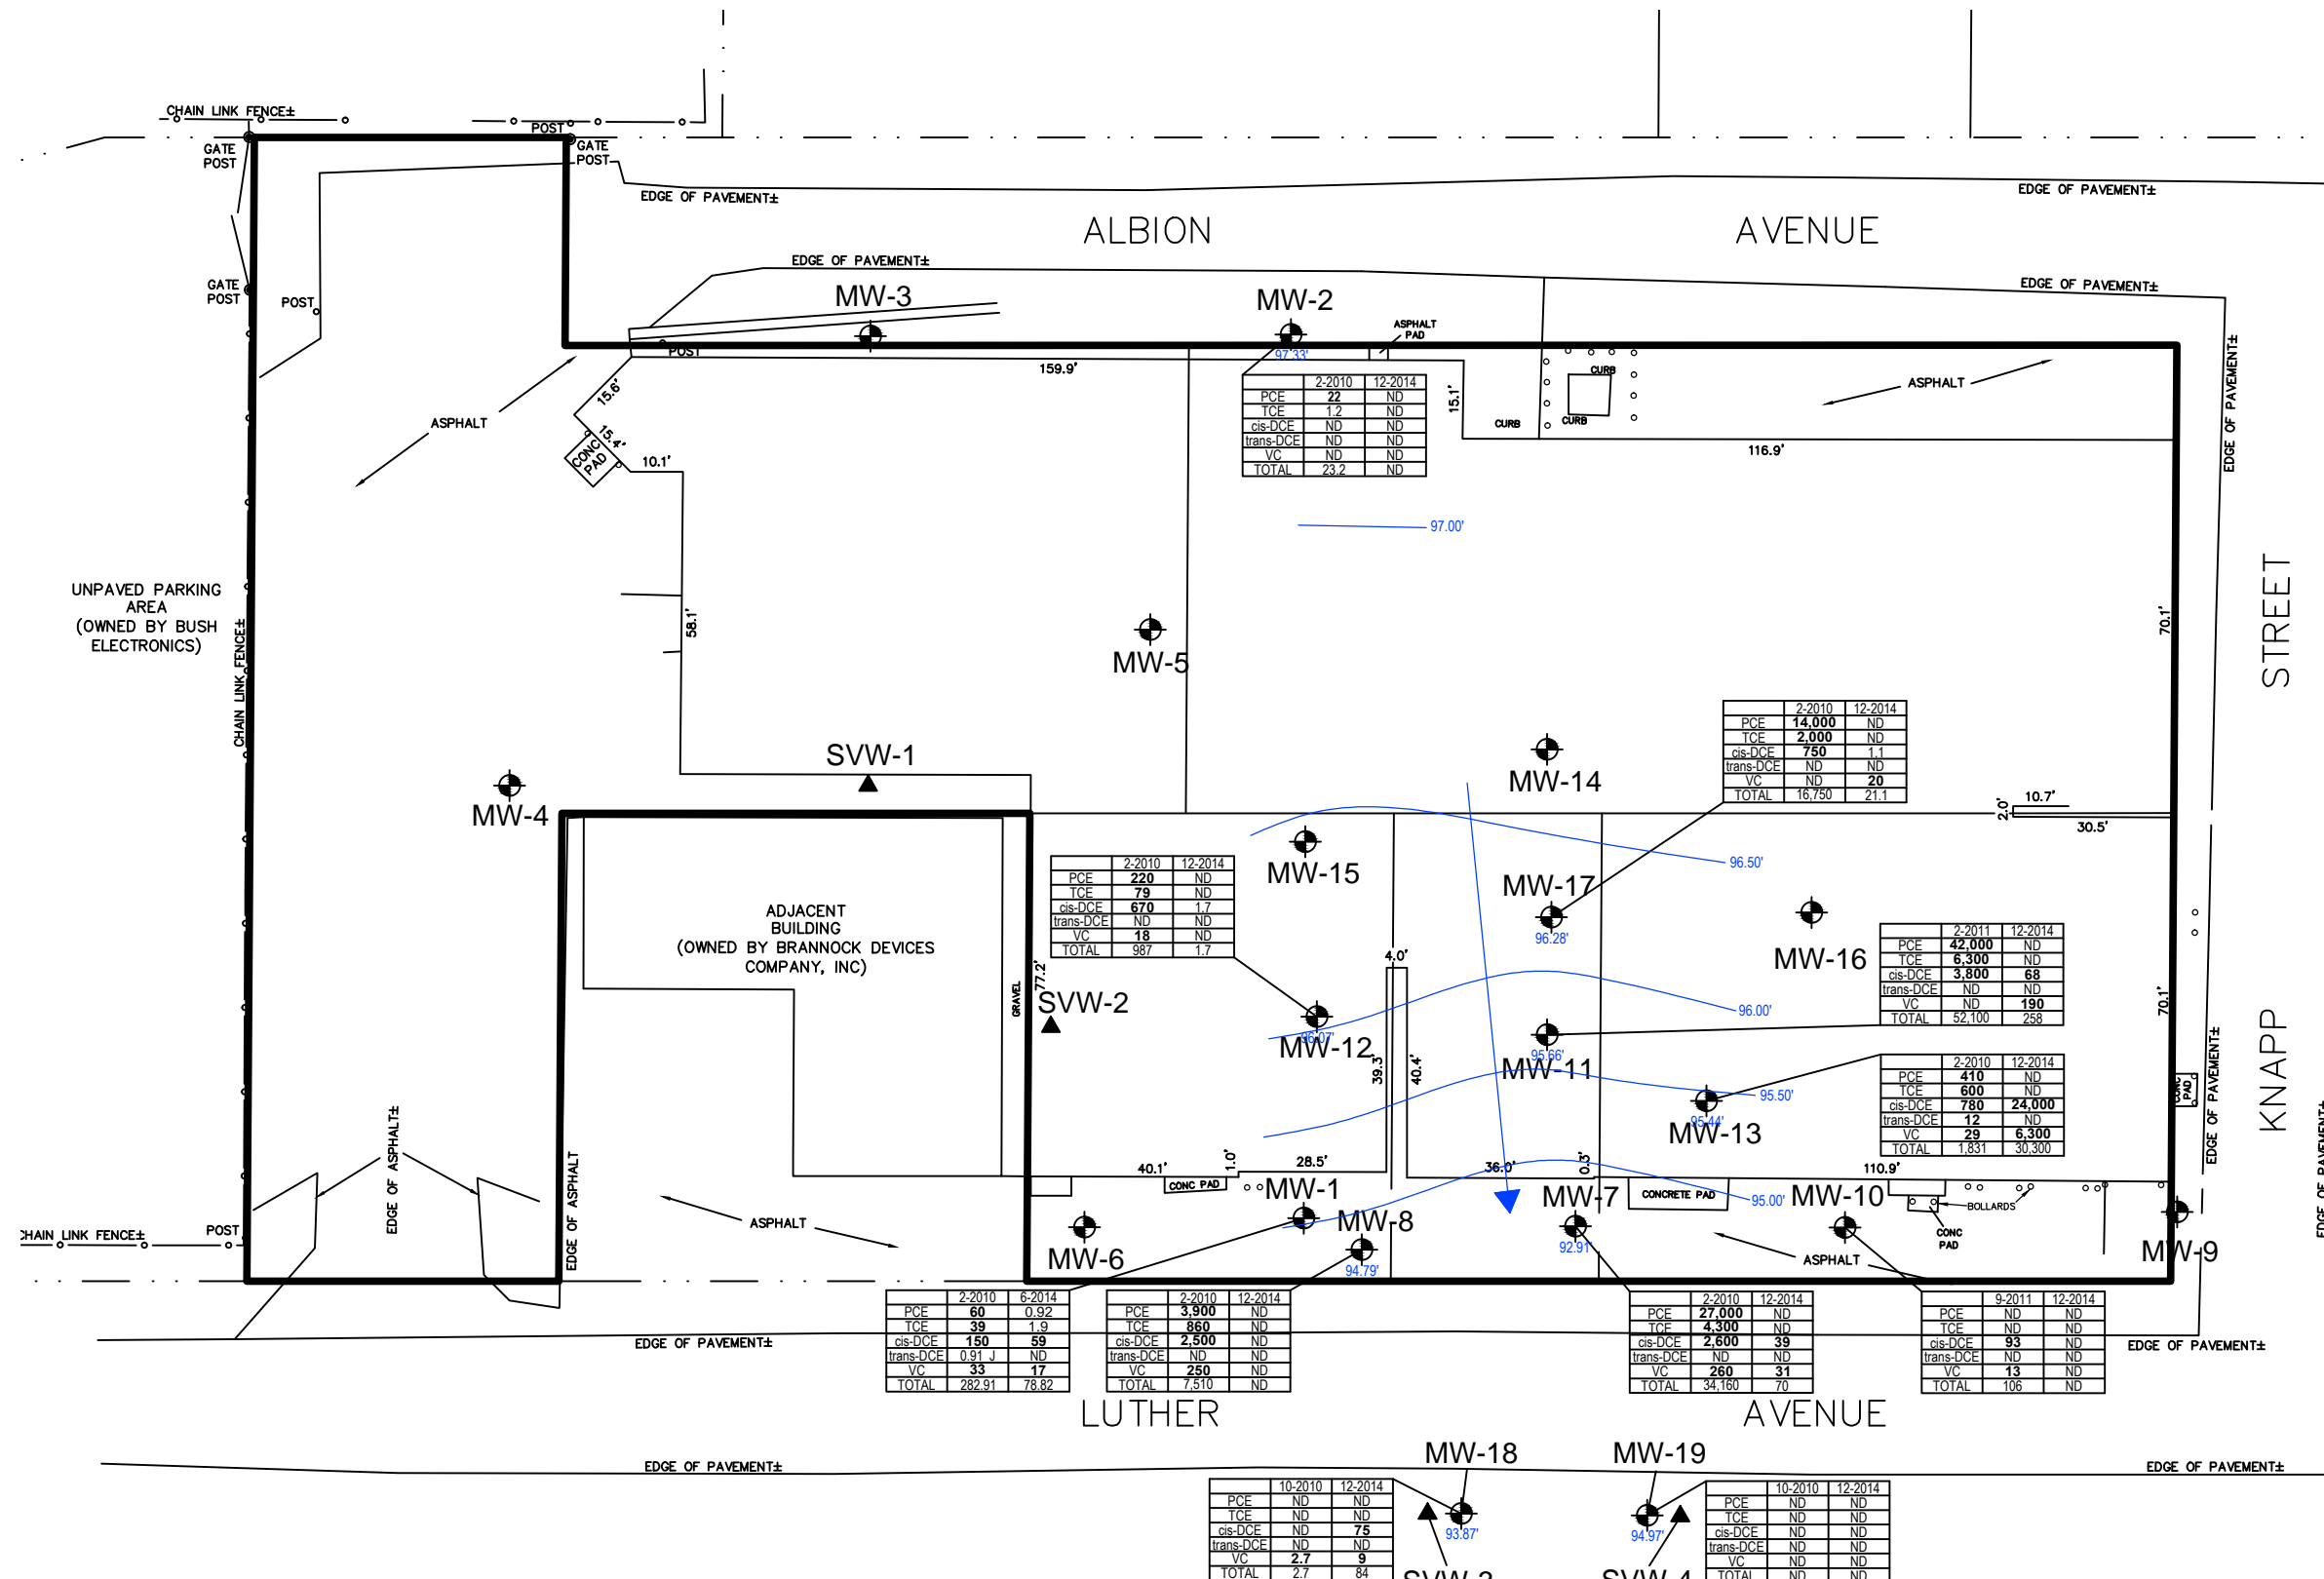 CHAIN LINK FENCE±
POST
GATE
POST
GATE
POST
EDGE OF PAVEMENT±
EDGE OF PAVEMENT±
ALBION AVENUE
EDGE OF PAVEMENT±
EDGE OF PAVEMENT±
GATE
POST
POST
MW-3
MW-2
97.33'
ASPHALT
PAD
POST
159.9'
15.6'
15.4'
CONC
PAD
10.1'
ASPHALT
15.1'
CURB
CURB
CURB
ASPHALT
116.9'
EDGE OF PAVEMENT±
2-2010 12-2014
PCE 22 ND
TCE 1.2 ND
cis-DCE ND ND
trans-DCE ND ND
VC ND ND
TOTAL 23.2 ND
97.00'
UNPAVED PARKING
AREA
(OWNED BY BUSH
ELECTRONICS)
CHAIN LINK FENCE±
58.1'
MW-5
70.1'
STREET
SVW-1
MW-4
MW-14
2-2010 12-2014
PCE 14,000 ND
TCE 2,000 ND
cis-DCE 750 1.1
trans-DCE ND ND
VC ND 20
TOTAL 16,750 21.1
2.0'
10.7'
30.5'
96.50'
MW-15
2-2010 12-2014
PCE 220 ND
TCE 79 ND
cis-DCE 670 1.7
trans-DCE ND ND
VC 18 ND
TOTAL 987 1.7
MW-17
96.28'
MW-16
ADJACENT
BUILDING
(OWNED BY BRANNOCK DEVICES
COMPANY, INC)
GRAVEL
77.2'
SVW-2
4.0'
2-2011 12-2014
PCE 42,000 ND
TCE 6,300 ND
cis-DCE 3,800 68
trans-DCE ND ND
VC ND 190
TOTAL 52,100 258
96.00'
70.1'
KNAPP
96.07'
MW-12
39.3'
40.4'
95.66'
MW-11
95.50'
95.44'
MW-13
2-2010 12-2014
PCE 410 ND
TCE 600 ND
cis-DCE 780 24,000
trans-DCE 12 ND
VC 29 6,300
TOTAL 1,831 30,300
CONC
PAD
EDGE OF PAVEMENT±
EDGE OF PAVEMENT±
EDGE OF ASPHALT±
EDGE OF ASPHALT
40.1'
1.0'
28.5'
36.0'
0.3'
110.9'
CONC PAD
MW-1
MW-8
94.79'
MW-7
92.91'
CONCRETE PAD
95.00'
MW-10
BOLLARDS
CONC
PAD
MW-9
MW-6
ASPHALT
ASPHALT
CHAIN LINK FENCE±
POST
2-2010 6-2014
PCE 60 0.92
TCE 39 1.9
cis-DCE 150 59
trans-DCE 0.91 J ND
VC 33 17
TOTAL 282.91 78.82
2-2010 12-2014
PCE 3,900 ND
TCE 860 ND
cis-DCE 2,500 ND
trans-DCE ND ND
VC 250 ND
TOTAL 7,510 ND
2-2010 12-2014
PCE 27,000 ND
TCE 4,300 ND
cis-DCE 2,600 39
trans-DCE ND ND
VC 260 31
TOTAL 34,160 70
9-2011 12-2014
PCE ND ND
TCE ND ND
cis-DCE 93 ND
trans-DCE ND ND
VC 13 ND
TOTAL 106 ND
EDGE OF PAVEMENT±
EDGE OF PAVEMENT±
LUTHER AVENUE
EDGE OF PAVEMENT±
EDGE OF PAVEMENT±
MW-18
MW-19
10-2010 12-2014
PCE ND ND
TCE ND ND
cis-DCE ND 75
trans-DCE ND ND
VC 2.7 9
TOTAL 2.7 84
93.87'
94.97'
10-2010 12-2014
PCE ND ND
TCE ND ND
cis-DCE ND ND
trans-DCE ND ND
VC ND ND
TOTAL ND ND
SVW-3
SVW-4